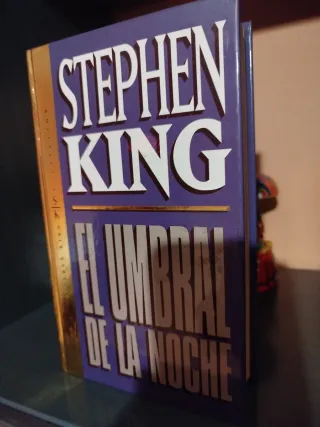 STEPHEN
KING
EL UMBRAL
DE LA NOCHE